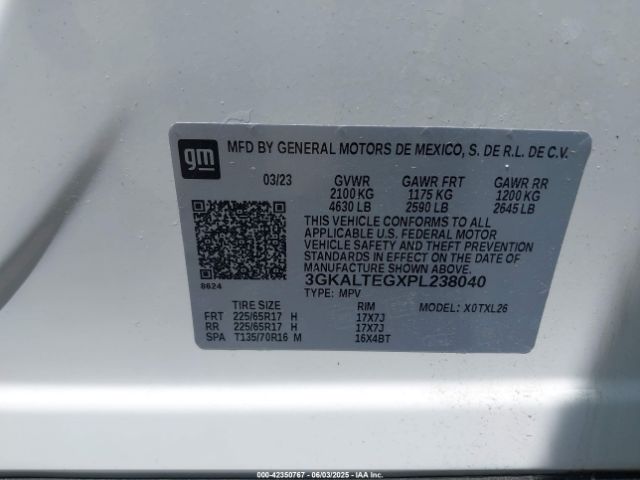 gm MFD BY GENERAL MOTORS DE MEXICO, S. DE R.L. DE C.V.
03/23 GVWR GAWR FRT GAWR RR
2100 KG 1175 KG 1200 KG
4630 LB 2590 LB 2645 LB
THIS VEHICLE CONFORMS TO ALL
APPLICABLE U.S. FEDERAL MOTOR
VEHICLE SAFETY AND THEFT PREVENTION
STANDARDS IN EFFECT ON THE DATE OF
MANUFACTURE SHOWN ABOVE.
3GKALTEGXPL238040
8624 TYPE: MPV
TIRE SIZE RIM MODEL: X0TXL26
FRT 225/65R17 H 17X7J
RR 225/65R17 H 17X7J
SPA T135/70R16 M 16X4BT
000-42350767 - 06/03/2025 - IAA Inc.